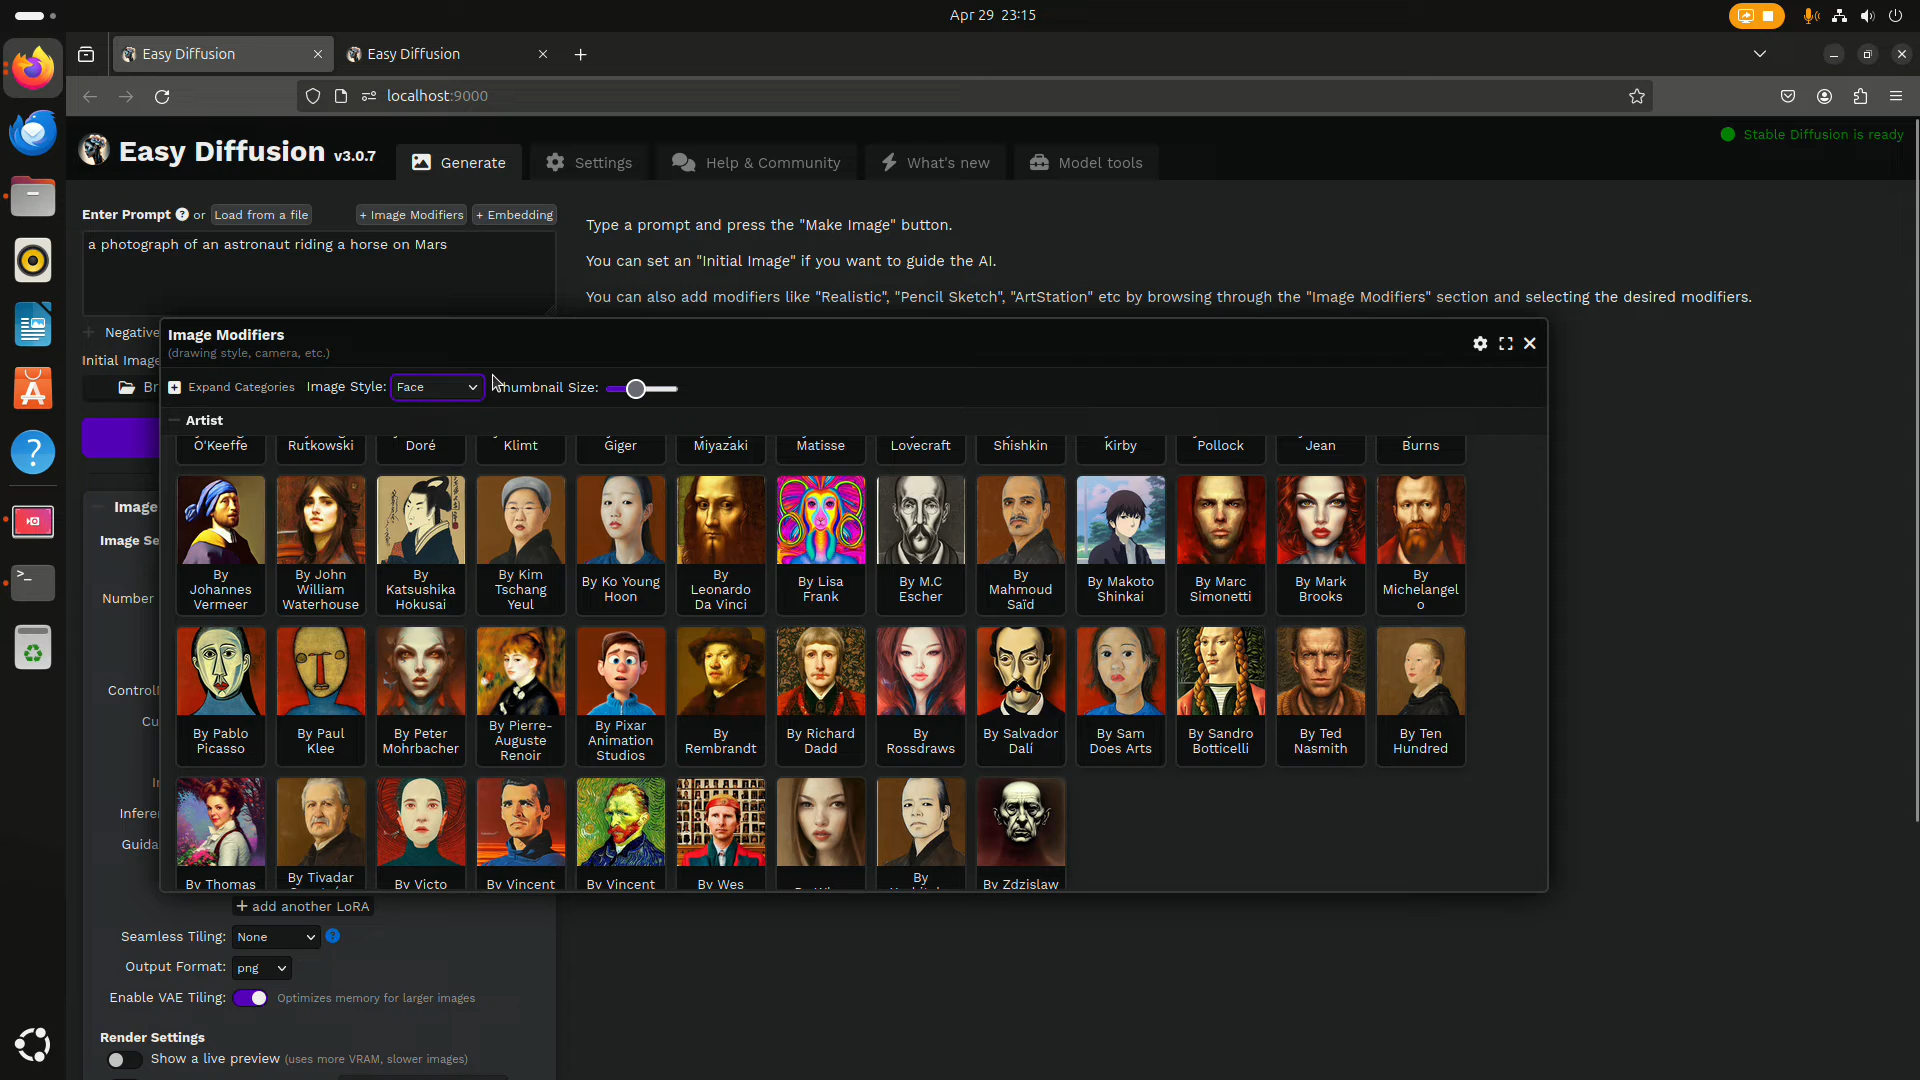 Apr 29 23:15
Easy Diffusion
Easy Diffusion
localhost:9000
Easy Diffusion v3.0.7
Generate
Settings
Help & Community
What's new
Model tools
Stable Diffusion is ready
Enter Prompt ? or Load from a file
+ Image Modifiers
+ Embedding
a photograph of an astronaut riding a horse on Mars
Type a prompt and press the "Make Image" button.
You can set an "Initial Image" if you want to guide the AI.
You can also add modifiers like "Realistic", "Pencil Sketch", "ArtStation" etc by browsing through the "Image Modifiers" section and selecting the desired modifiers.
Negative
Initial Image
Br
Image Modifiers
(drawing style, camera, etc.)
Expand Categories
Image Style: Face
Thumbnail Size:
Artist
O'Keeffe
Rutkowski
Doré
Klimt
Giger
Miyazaki
Matisse
Lovecraft
Shishkin
Kirby
Pollock
Jean
Burns
By Johannes Vermeer
By John William Waterhouse
By Katsushika Hokusai
By Kim Tschang Yeul
By Ko Young Hoon
By Leonardo Da Vinci
By Lisa Frank
By M.C Escher
By Mahmoud Saïd
By Makoto Shinkai
By Marc Simonetti
By Mark Brooks
By Michelangelo
By Pablo Picasso
By Paul Klee
By Peter Mohrbacher
By Pierre-Auguste Renoir
By Pixar Animation Studios
By Rembrandt
By Richard Dadd
By Rossdraws
By Salvador Dalí
By Sam Does Arts
By Sandro Botticelli
By Ted Nasmith
By Ten Hundred
By Thomas
By Tivadar
By Victo
By Vincent
By Vincent
By Wes
By
By Zdzislaw
Image
Image Se
Number
Controll
Cu
In
Inferen
Guida
+ add another LoRA
Seamless Tiling: None
Output Format: png
Enable VAE Tiling: Optimizes memory for larger images
Render Settings
Show a live preview (uses more VRAM, slower images)